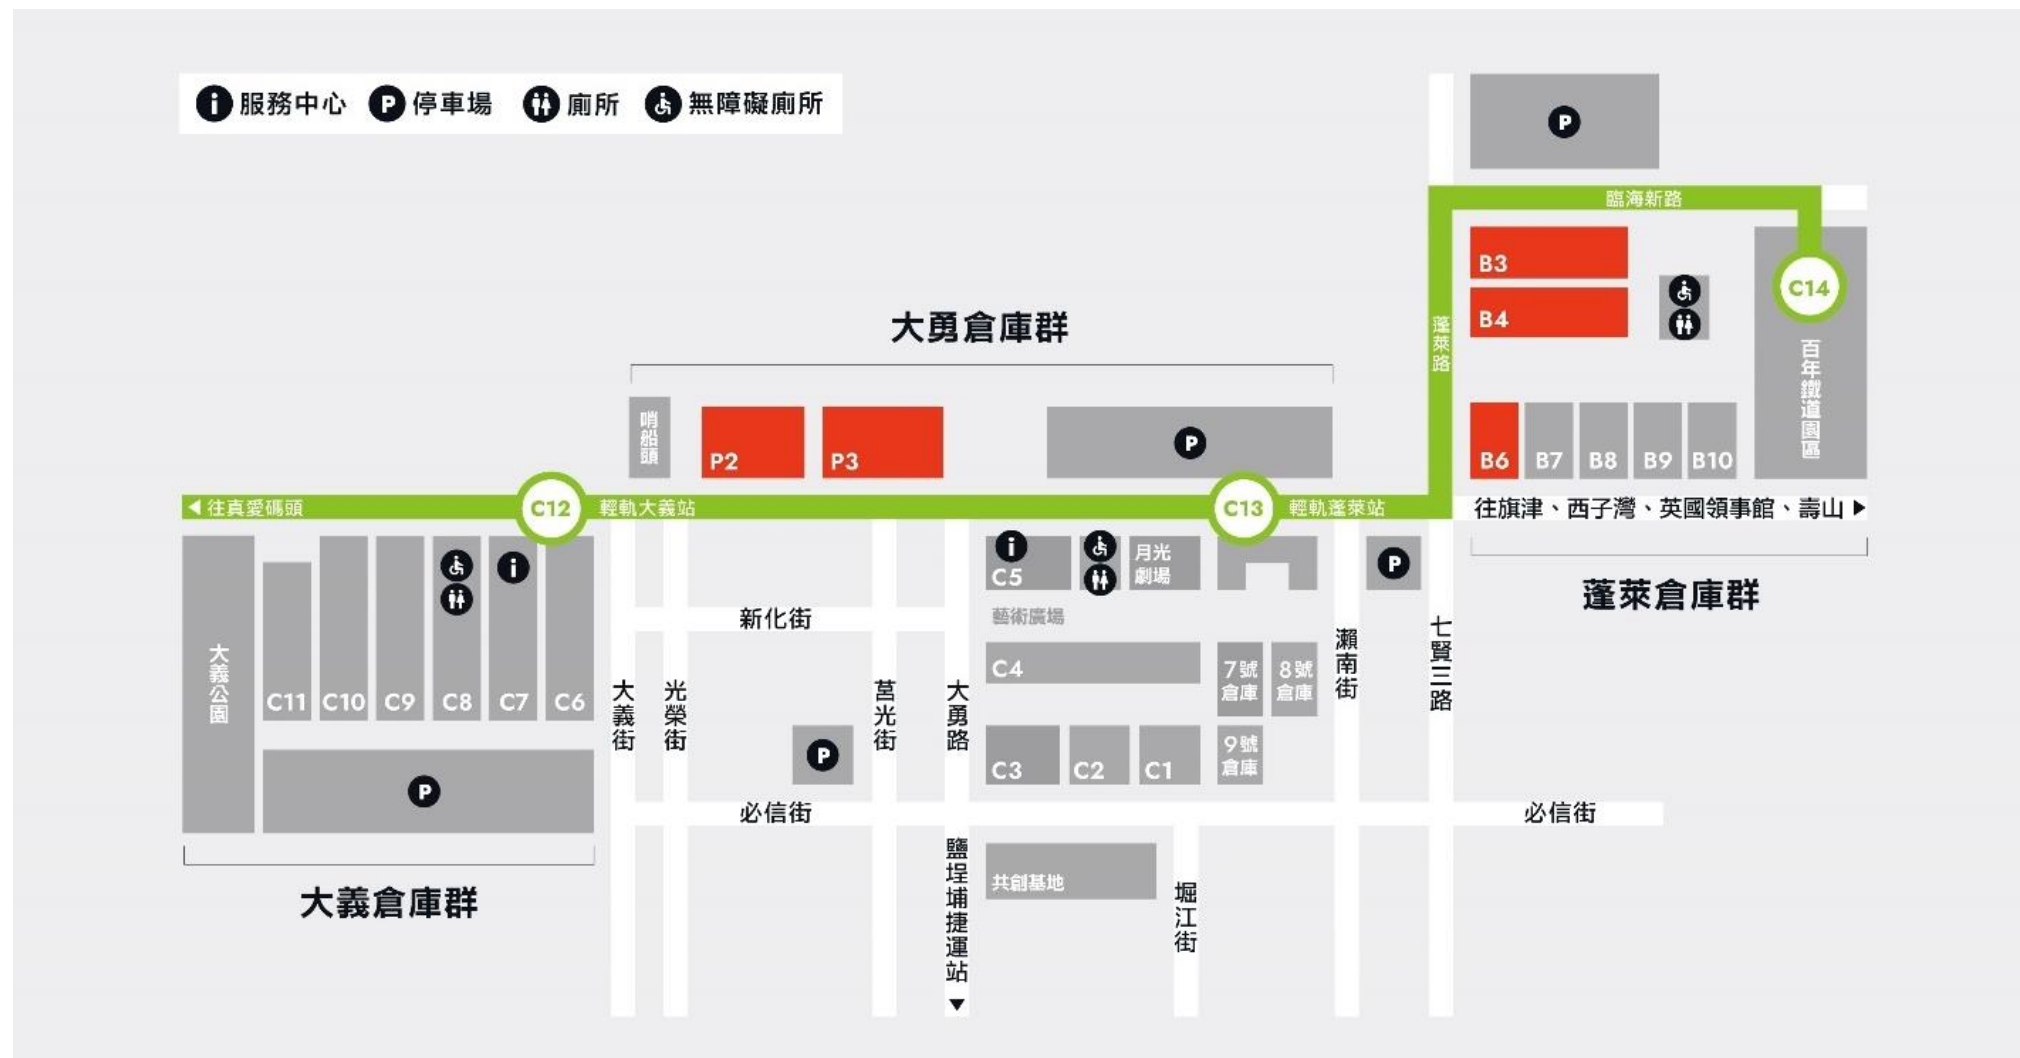 i 服務中心 P 停車場 廁所 無障礙廁所
P
臨海新路
B3
B4
C14
百年鐵道園區
蓬萊路
大勇倉庫群
哨船頭
P2
P3
P
B6
B7
B8
B9
B10
◀ 往真愛碼頭
C12
輕軌大義站
C13
輕軌蓬萊站
往旗津、西子灣、英國領事館、壽山 ▶
蓬萊倉庫群
大義公園
C11
C10
C9
C8
i
C7
C6
P
大義倉庫群
大義街
光榮街
新化街
莒光街
大勇路
P
必信街
i
C5
月光
劇場
藝術廣場
C4
7號
倉庫
8號
倉庫
C3
C2
C1
9號
倉庫
瀨南街
P
七賢三路
必信街
鹽埕埔捷運站
▼
共創基地
堀江街